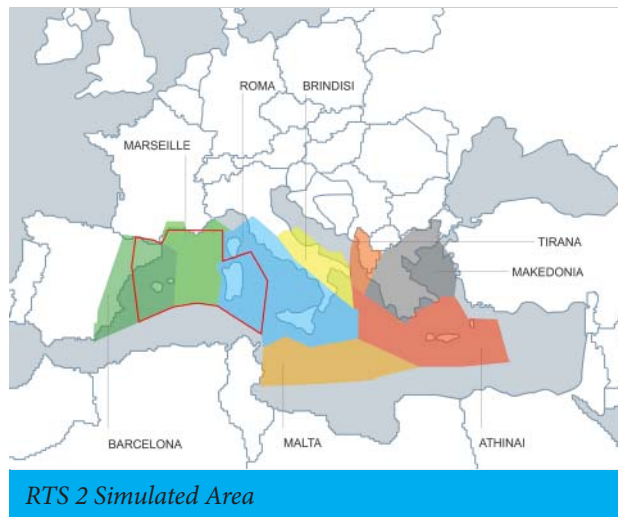 ROMA
BRINDISI
MARSEILLE
TIRANA
MAKEDONIA
BARCELONA
MALTA
ATHINAI
RTS 2 Simulated Area